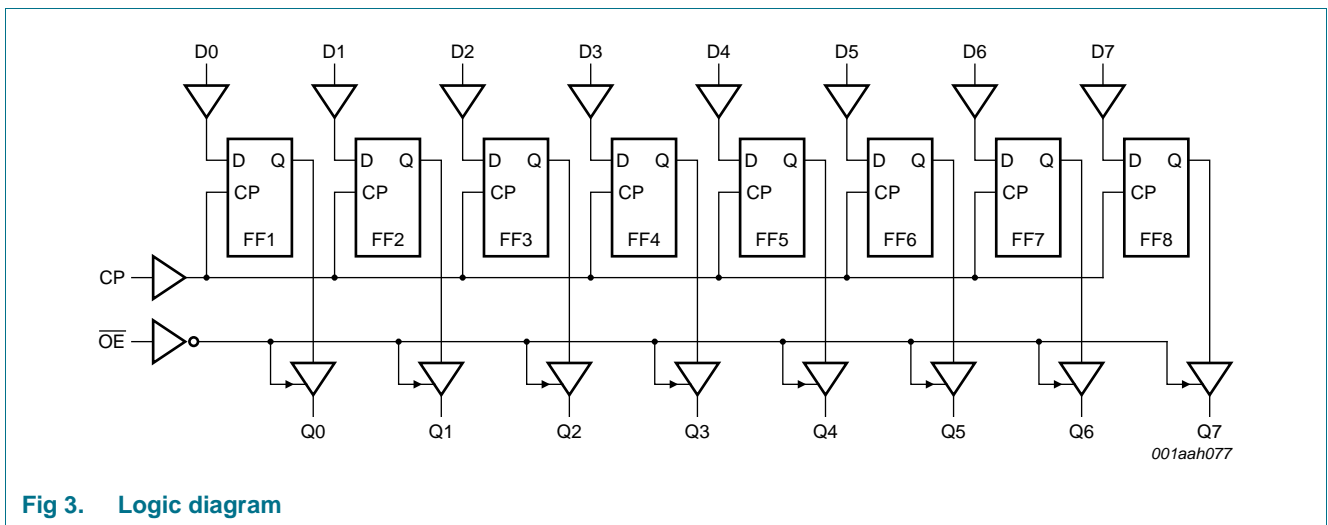 D0 D1 D2 D3 D4 D5 D6 D7
D Q D Q D Q D Q D Q D Q D Q D Q
CP CP CP CP CP CP CP CP
FF1 FF2 FF3 FF4 FF5 FF6 FF7 FF8
CP
O̅E̅
Q0 Q1 Q2 Q3 Q4 Q5 Q6 Q7
001aah077
Fig 3. Logic diagram